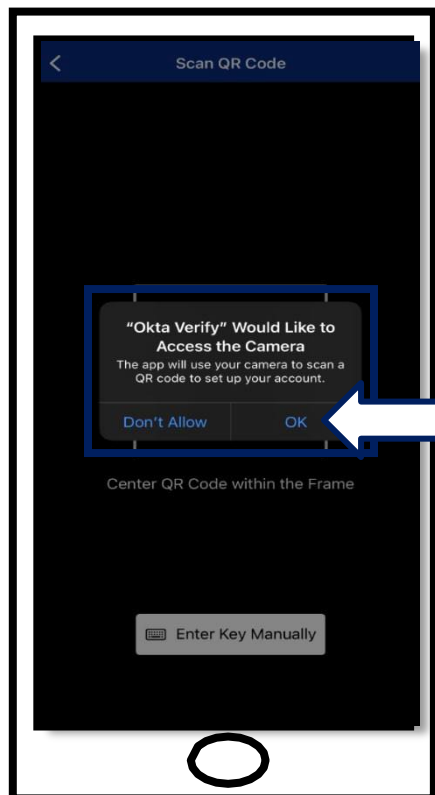 Scan QR Code
“Okta Verify” Would Like to
Access the Camera
The app will use your camera to scan a
QR code to set up your account.
Don't Allow
OK
Center QR Code within the Frame
Enter Key Manually